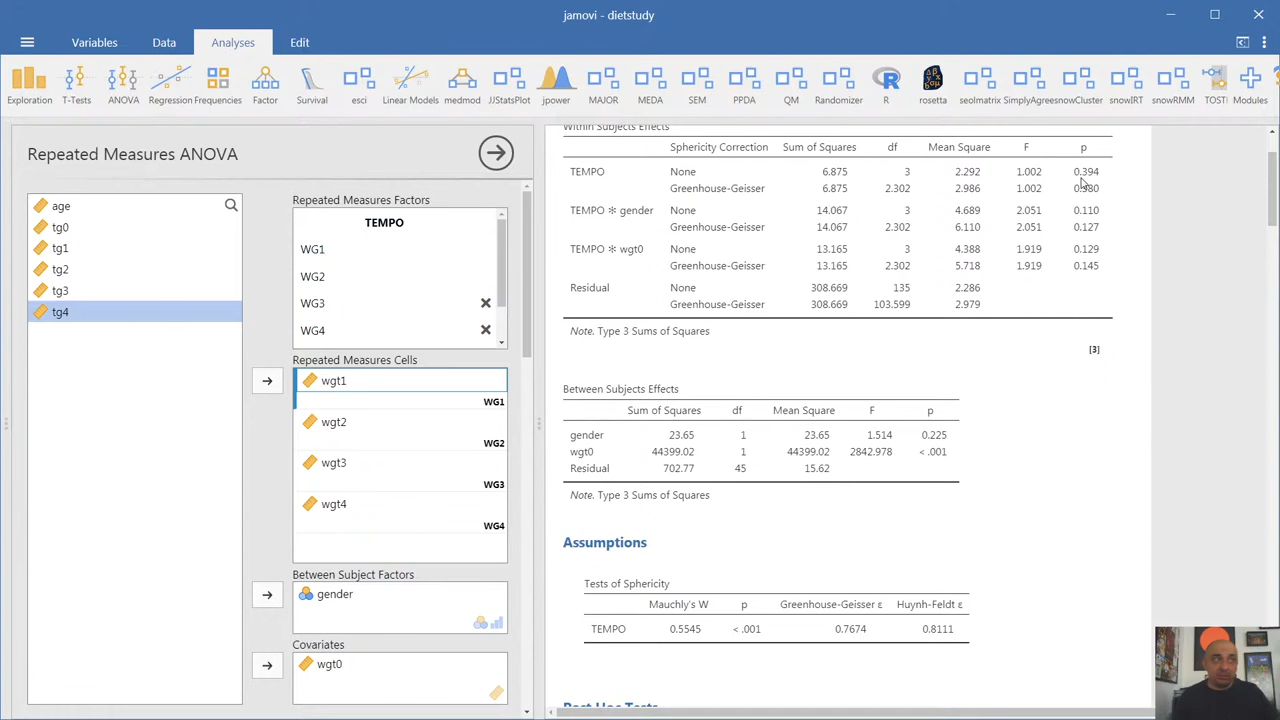 jamovi - dietstudy
Variables Data Analyses Edit
Exploration T-Tests ANOVA Regression Frequencies Factor Survival esci Linear Models medmod JJStatsPlot jpower MAJOR MEDA SEM PPDA QM Randomizer R rosetta seolmatrix SimplyAgree snowCluster snowIRT snowRMM TOST Modules
Repeated Measures ANOVA
age
tg0
tg1
tg2
tg3
tg4
Repeated Measures Factors
TEMPO
WG1
WG2
WG3
WG4
Repeated Measures Cells
wgt1
WG1
wgt2
WG2
wgt3
WG3
wgt4
WG4
Between Subject Factors
gender
Covariates
wgt0
Within Subjects Effects
Sphericity Correction Sum of Squares df Mean Square F p
TEMPO None 6.875 3 2.292 1.002 0.394
Greenhouse-Geisser 6.875 2.302 2.986 1.002
TEMPO ✻ gender None 14.067 3 4.689 2.051 0.110
Greenhouse-Geisser 14.067 2.302 6.110 2.051 0.127
TEMPO ✻ wgt0 None 13.165 3 4.388 1.919 0.129
Greenhouse-Geisser 13.165 2.302 5.718 1.919 0.145
Residual None 308.669 135 2.286
Greenhouse-Geisser 308.669 103.599 2.979
Note. Type 3 Sums of Squares
[3]
Between Subjects Effects
Sum of Squares df Mean Square F p
gender 23.65 1 23.65 1.514 0.225
wgt0 44399.02 1 44399.02 2842.978 < .001
Residual 702.77 45 15.62
Note. Type 3 Sums of Squares
Assumptions
Tests of Sphericity
Mauchly's W p Greenhouse-Geisser ε Huynh-Feldt ε
TEMPO 0.5545 < .001 0.7674 0.8111
Post Hoc Tests